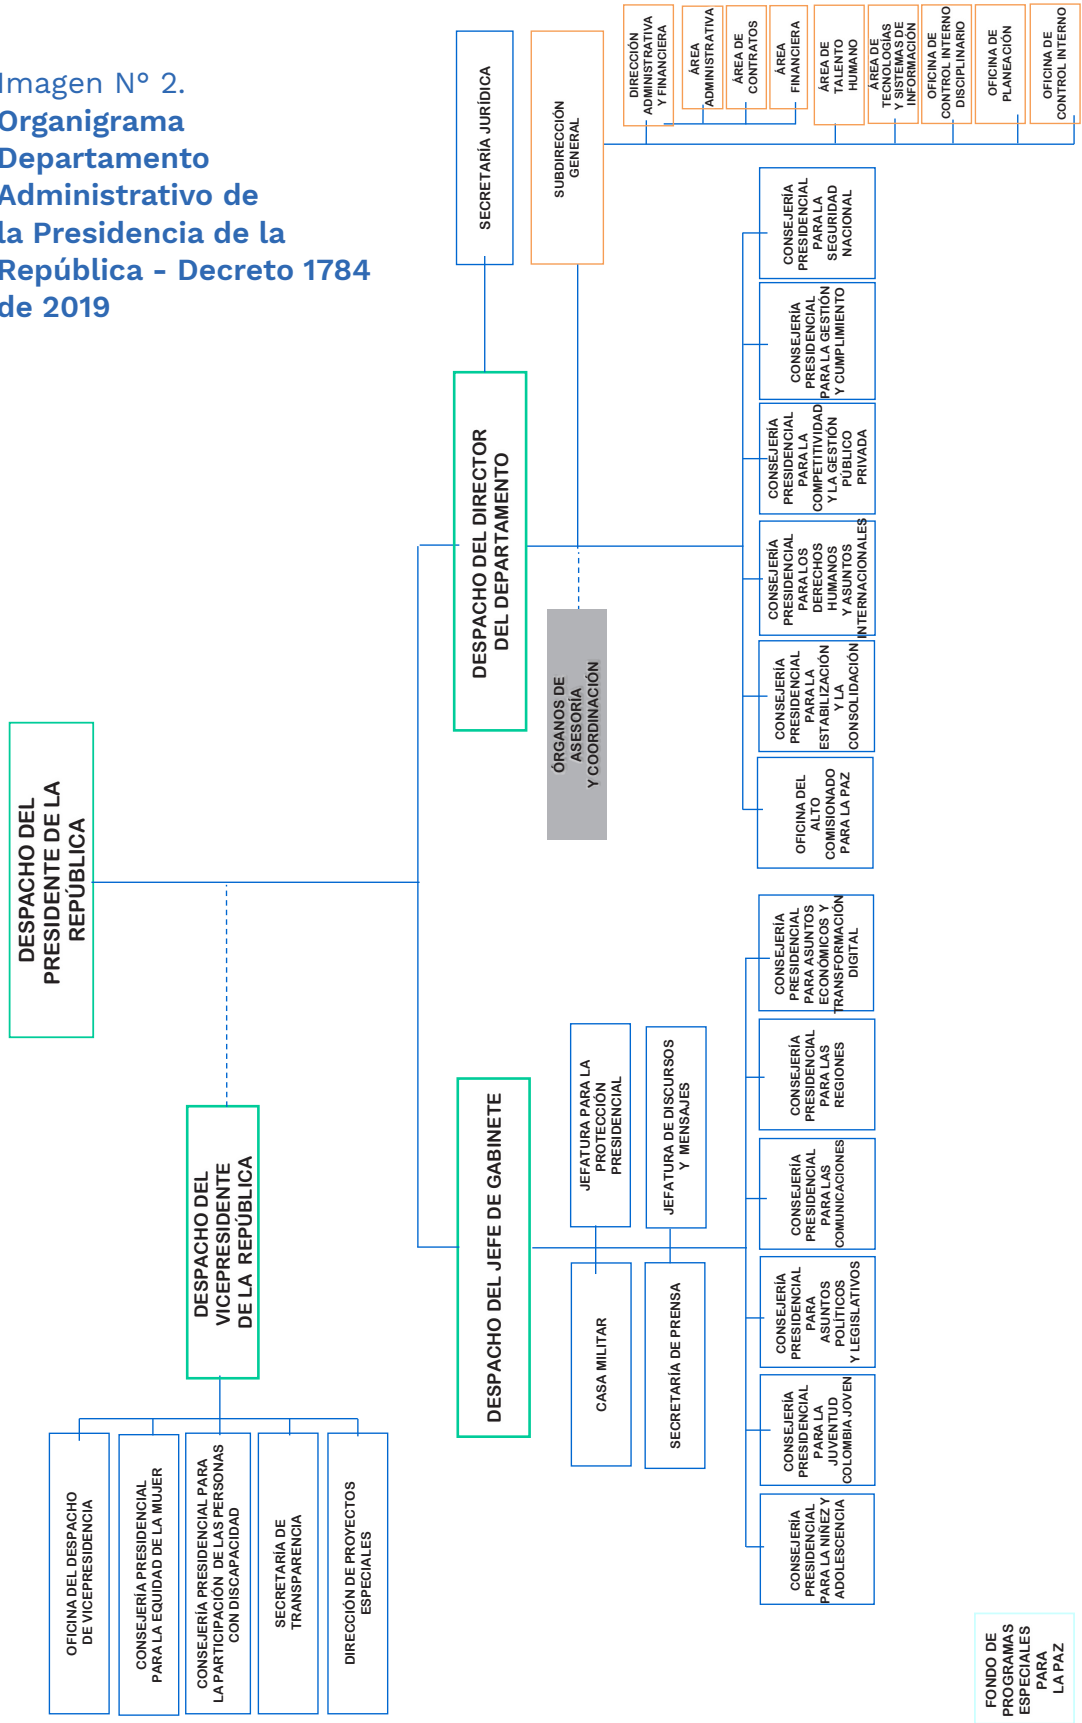 Imagen N° 2.
Organigrama
Departamento
Administrativo de
la Presidencia de la
República - Decreto 1784
de 2019
DESPACHO DEL
PRESIDENTE DE LA
REPÚBLICA
DESPACHO DEL
VICEPRESIDENTE
DE LA REPÚBLICA
OFICINA DEL DESPACHO
DE VICEPRESIDENCIA
CONSEJERÍA PRESIDENCIAL
PARA LA EQUIDAD DE LA MUJER
CONSEJERÍA PRESIDENCIAL PARA
LA PARTICIPACIÓN DE LAS PERSONAS
CON DISCAPACIDAD
SECRETARÍA DE
TRANSPARENCIA
DIRECCIÓN DE PROYECTOS
ESPECIALES
DESPACHO DEL JEFE DE GABINETE
CASA MILITAR
JEFATURA PARA LA
PROTECCIÓN
PRESIDENCIAL
SECRETARÍA DE PRENSA
JEFATURA DE DISCURSOS
Y MENSAJES
CONSEJERÍA
PRESIDENCIAL
PARA LA NIÑEZ Y
ADOLESCENCIA
CONSEJERÍA
PRESIDENCIAL
PARA LA
JUVENTUD
COLOMBIA JOVEN
CONSEJERÍA
PRESIDENCIAL
PARA
ASUNTOS
POLÍTICOS
Y LEGISLATIVOS
CONSEJERÍA
PRESIDENCIAL
PARA LAS
COMUNICACIONES
CONSEJERÍA
PRESIDENCIAL
PARA LAS
REGIONES
CONSEJERÍA
PRESIDENCIAL
PARA ASUNTOS
ECONÓMICOS Y
TRANSFORMACIÓN
DIGITAL
DESPACHO DEL DIRECTOR
DEL DEPARTAMENTO
SECRETARÍA JURÍDICA
ÓRGANOS DE
ASESORÍA
Y COORDINACIÓN
SUBDIRECCIÓN
GENERAL
DIRECCIÓN
ADMINISTRATIVA
Y FINANCIERA
ÁREA
ADMINISTRATIVA
ÁREA DE
CONTRATOS
ÁREA
FINANCIERA
ÁREA DE
TALENTO
HUMANO
ÁREA DE
TECNOLOGÍAS
Y SISTEMAS DE
INFORMACIÓN
OFICINA DE
CONTROL INTERNO
DISCIPLINARIO
OFICINA DE
PLANEACIÓN
OFICINA DE
CONTROL INTERNO
OFICINA DEL
ALTO
COMISIONADO
PARA LA PAZ
CONSEJERÍA
PRESIDENCIAL
PARA LA
ESTABILIZACIÓN
Y LA
CONSOLIDACIÓN
CONSEJERÍA
PRESIDENCIAL
PARA LOS
DERECHOS
HUMANOS
Y ASUNTOS
INTERNACIONALES
CONSEJERÍA
PRESIDENCIAL
PARA LA
COMPETITIVIDAD
Y LA GESTIÓN
PÚBLICO
PRIVADA
CONSEJERÍA
PRESIDENCIAL
PARA LA GESTIÓN
Y CUMPLIMIENTO
CONSEJERÍA
PRESIDENCIAL
PARA LA
SEGURIDAD
NACIONAL
FONDO DE
PROGRAMAS
ESPECIALES
PARA
LA PAZ